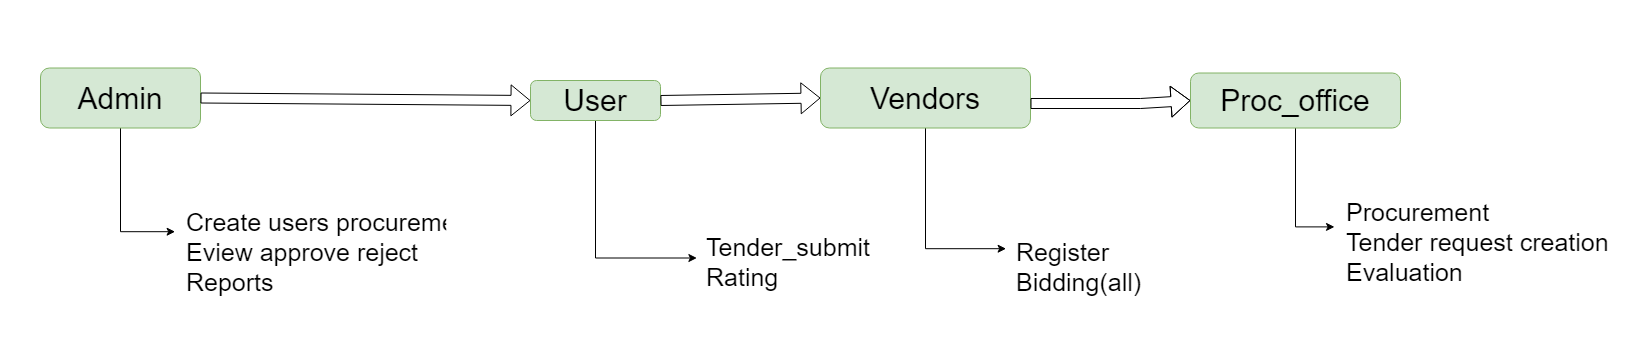 Admin
User
Vendors
Proc_office
Create users
Eview approve reject
Reports
Tender_submit
Rating
Register
Bidding(all)
Procurement
Tender request creation
Evaluation